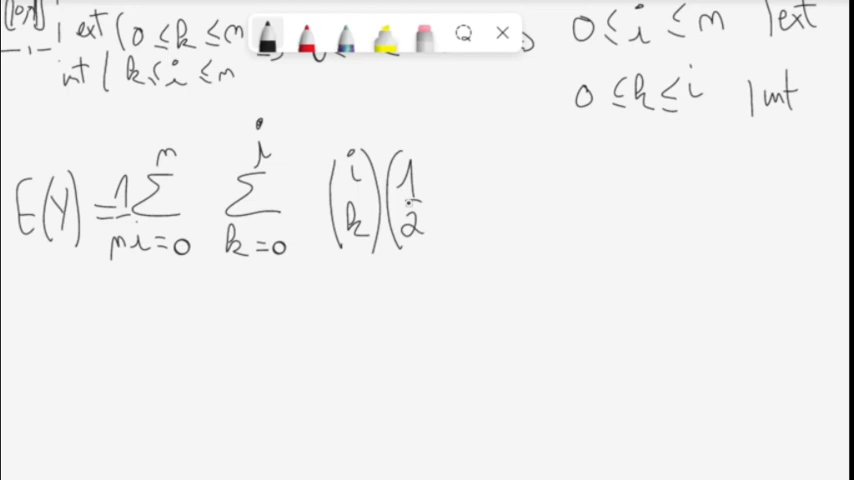 | ext ( 0 ≤ k ≤ n
int ( k ≤ i ≤ n
0 ≤ i ≤ n | ext
0 ≤ k ≤ i | int
E(Y) = 1/n ∑_{i=0}^{n} ∑_{k=0}^{i} (i k) (1/2